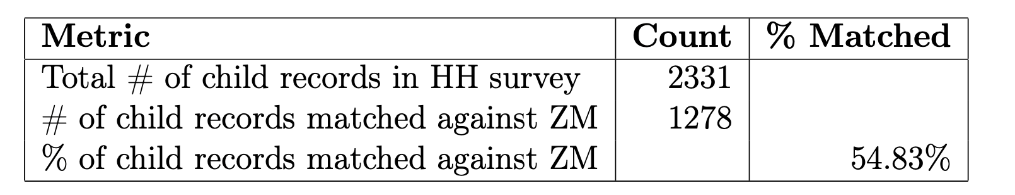 Metric Count % Matched
Total # of child records in HH survey 2331
# of child records matched against ZM 1278
% of child records matched against ZM 54.83%